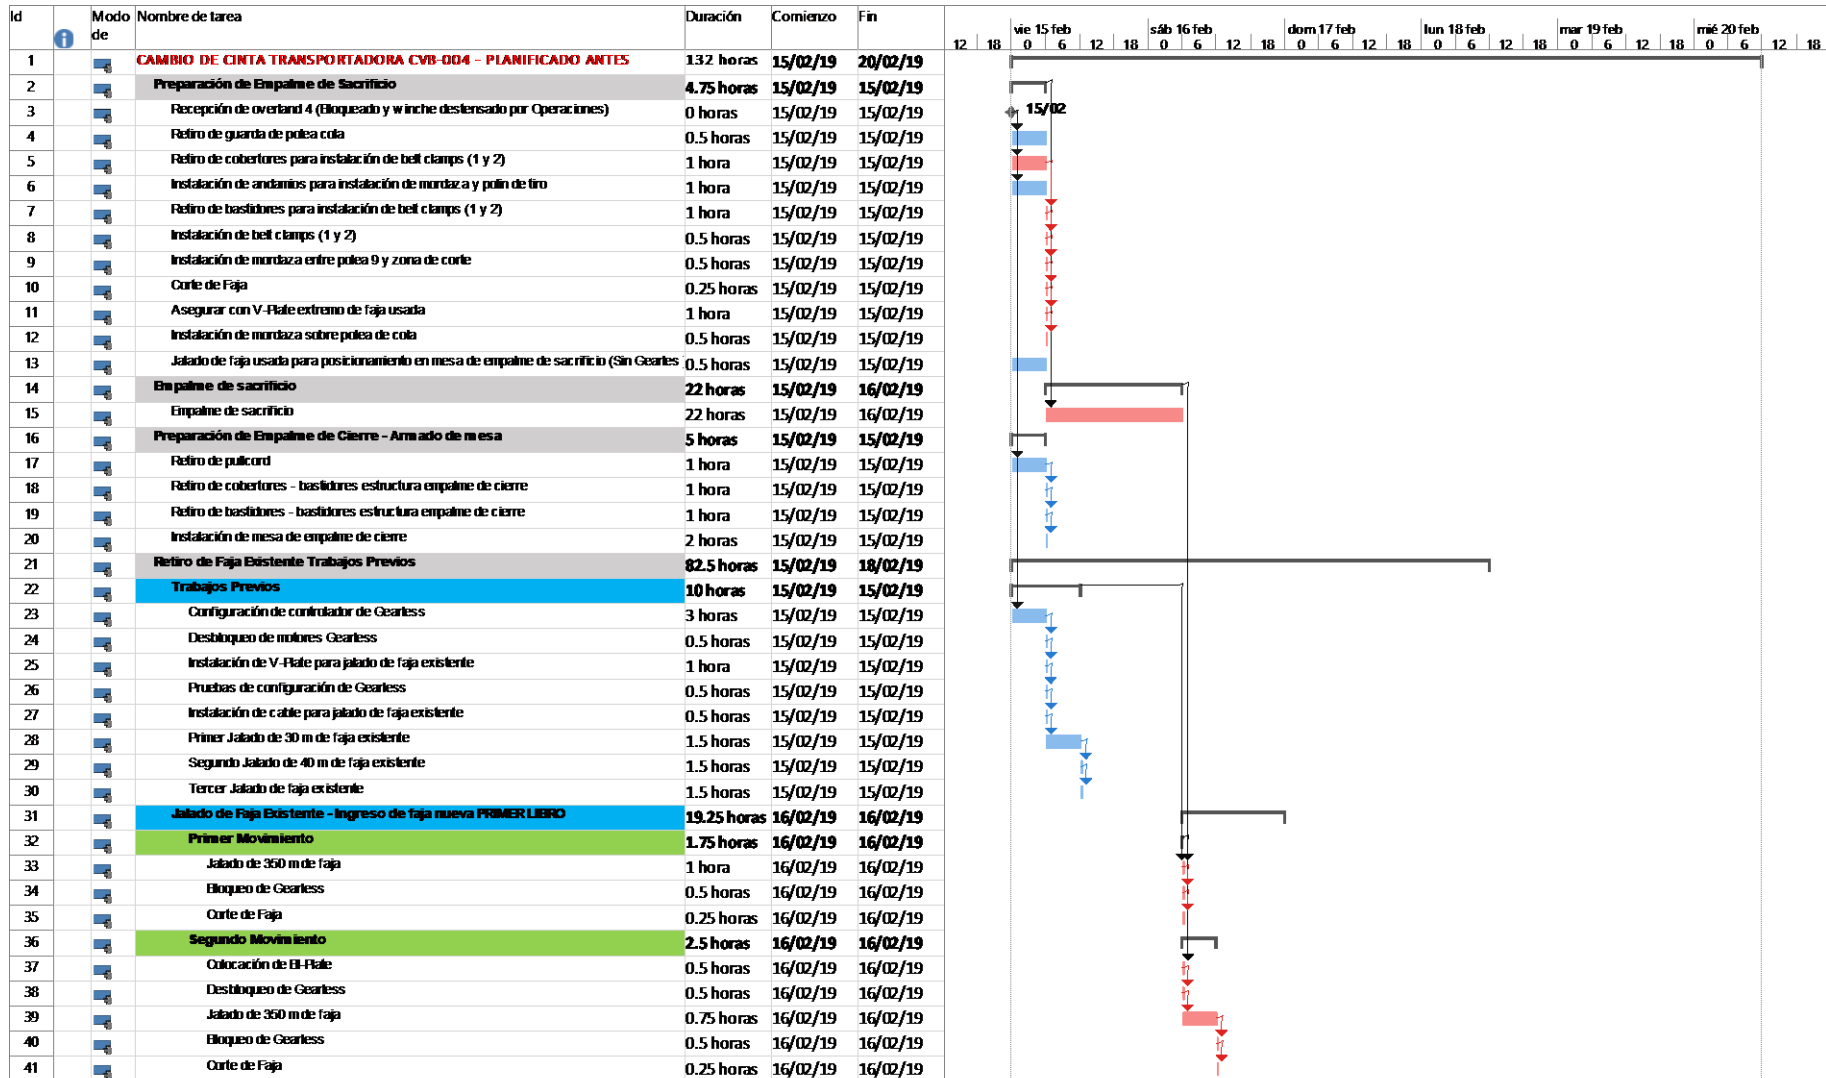 Id Modo de Nombre de tarea Duración Comienzo Fin
vie 15 feb sáb 16 feb dom 17 feb lun 18 feb mar 19 feb mié 20 feb
12 18 0 6 12 18 0 6 12 18 0 6 12 18 0 6 12 18 0 6 12 18 0 6 12 18
1 CAMBIO DE CINTA TRANSPORTADORA CVB-004 - PLANIFICADO ANTES 132 horas 15/02/19 20/02/19
2 Preparación de Empalme de Sacrificio 4.75 horas 15/02/19 15/02/19
3 Recepción de overland 4 (Bloqueado y winche destensado por Operaciones) 0 horas 15/02/19 15/02/19 15/02
4 Retiro de guarda de polea cola 0.5 horas 15/02/19 15/02/19
5 Retiro de cobertores para instalación de belt clamps (1 y 2) 1 hora 15/02/19 15/02/19
6 Instalación de andamios para instalación de mordaza y polin de tiro 1 hora 15/02/19 15/02/19
7 Retiro de bastidores para instalación de belt clamps (1 y 2) 1 hora 15/02/19 15/02/19
8 Instalación de belt clamps (1 y 2) 0.5 horas 15/02/19 15/02/19
9 Instalación de mordaza entre polea 9 y zona de corte 0.5 horas 15/02/19 15/02/19
10 Corte de Faja 0.25 horas 15/02/19 15/02/19
11 Asegurar con V-Plate extremo de faja usada 1 hora 15/02/19 15/02/19
12 Instalación de mordaza sobre polea de cola 0.5 horas 15/02/19 15/02/19
13 Jalado de faja usada para posicionamiento en mesa de empalme de sacrificio (Sin Gearles 0.5 horas 15/02/19 15/02/19
14 Empalme de sacrificio 22 horas 15/02/19 16/02/19
15 Empalme de sacrificio 22 horas 15/02/19 16/02/19
16 Preparación de Empalme de Cierre - Armado de mesa 5 horas 15/02/19 15/02/19
17 Retiro de pullcord 1 hora 15/02/19 15/02/19
18 Retiro de cobertores - bastidores estructura empalme de cierre 1 hora 15/02/19 15/02/19
19 Retiro de bastidores - bastidores estructura empalme de cierre 1 hora 15/02/19 15/02/19
20 Instalación de mesa de empalme de cierre 2 horas 15/02/19 15/02/19
21 Retiro de Faja Existente Trabajos Previos 82.5 horas 15/02/19 18/02/19
22 Trabajos Previos 10 horas 15/02/19 15/02/19
23 Configuración de controlador de Gearless 3 horas 15/02/19 15/02/19
24 Desbloqueo de motores Gearless 0.5 horas 15/02/19 15/02/19
25 Instalación de V-Plate para jalado de faja existente 1 hora 15/02/19 15/02/19
26 Pruebas de configuración de Gearless 0.5 horas 15/02/19 15/02/19
27 Instalación de cable para jalado de faja existente 0.5 horas 15/02/19 15/02/19
28 Primer Jalado de 30 m de faja existente 1.5 horas 15/02/19 15/02/19
29 Segundo Jalado de 40 m de faja existente 1.5 horas 15/02/19 15/02/19
30 Tercer Jalado de faja existente 1.5 horas 15/02/19 15/02/19
31 Jalado de Faja Existente - Ingreso de faja nueva PRIMER LIBRO 19.25 horas 16/02/19 16/02/19
32 Primer Movimiento 1.75 horas 16/02/19 16/02/19
33 Jalado de 350 m de faja 1 hora 16/02/19 16/02/19
34 Bloqueo de Gearless 0.5 horas 16/02/19 16/02/19
35 Corte de Faja 0.25 horas 16/02/19 16/02/19
36 Segundo Movimiento 2.5 horas 16/02/19 16/02/19
37 Colocación de BI-Plate 0.5 horas 16/02/19 16/02/19
38 Desbloqueo de Gearless 0.5 horas 16/02/19 16/02/19
39 Jalado de 350 m de faja 0.75 horas 16/02/19 16/02/19
40 Bloqueo de Gearless 0.5 horas 16/02/19 16/02/19
41 Corte de Faja 0.25 horas 16/02/19 16/02/19